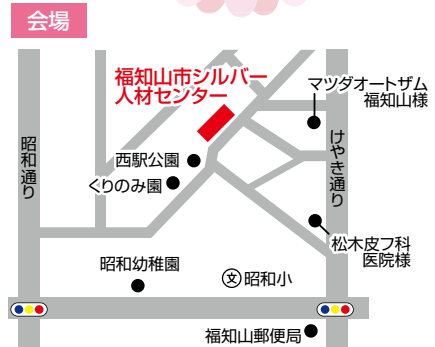 会場
福知山市シルバー
人材センター
マツダオートザム
福知山様
昭和通り
けやき通り
西駅公園
くりのみ園
松木皮フ科
医院様
昭和幼稚園
文 昭和小
福知山郵便局